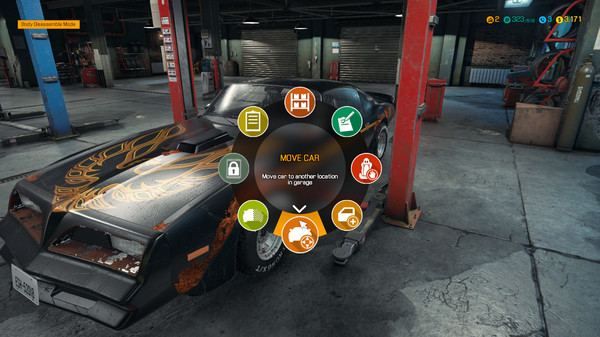 Body Disassemble Mode
2
323
3
3,171
MOVE CAR
Move car to another location
in garage